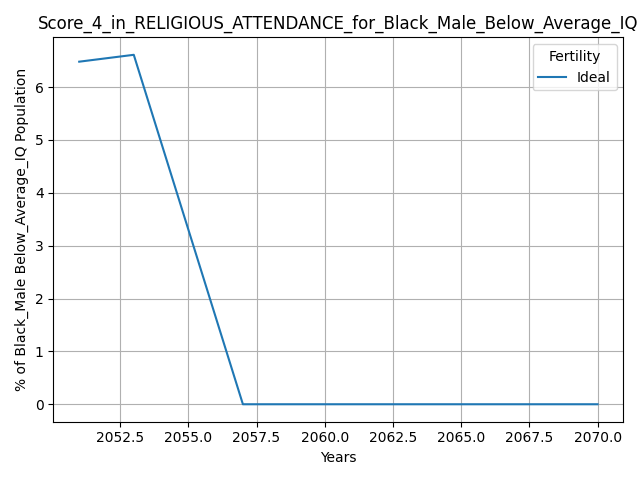 Score_4_in_RELIGIOUS_ATTENDANCE_for_Black_Male_Below_Average_IQ
Fertility
Ideal
% of Black_Male Below_Average_IQ Population
6
5
4
3
2
1
0
2052.5 2055.0 2057.5 2060.0 2062.5 2065.0 2067.5 2070.0
Years